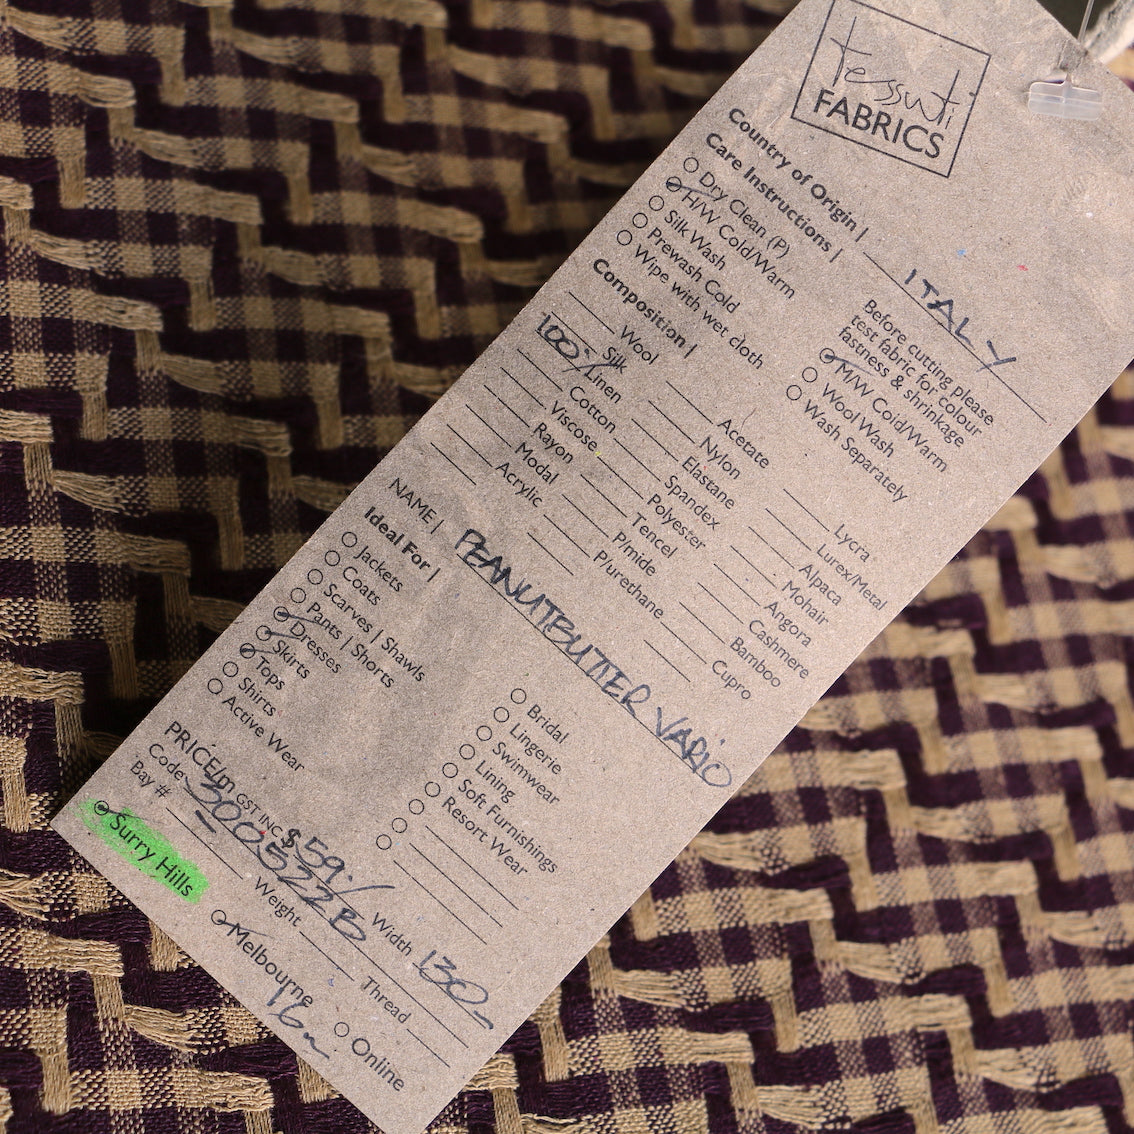 tessuti
FABRICS
Country of Origin | ITALY
Care Instructions |
Dry Clean (P)
H/W Cold/Warm
Silk Wash
Prewash Cold
Wipe with wet cloth
Before cutting please
test fabric for colour
fastness & shrinkage
M/W Cold/Warm
Wool Wash
Wash Separately
Composition |
Wool
Silk
100% Linen
Cotton
Viscose
Rayon
Modal
Acrylic
Acetate
Nylon
Elastane
Spandex
Polyester
Tencel
P/mide
P/urethane
Lycra
Lurex/Metal
Alpaca
Mohair
Angora
Cashmere
Bamboo
Cupro
NAME | PEANUTBUTTER VARIO
Ideal For |
Jackets
Coats
Scarves | Shawls
Pants | Shorts
Dresses
Skirts
Tops
Shirts
Active Wear
Bridal
Lingerie
Swimwear
Lining
Soft Furnishings
Resort Wear
PRICE/m GST INC $59. Width 130
Code 300522B
Weight Thread
Bay #
Surry Hills Melbourne Online